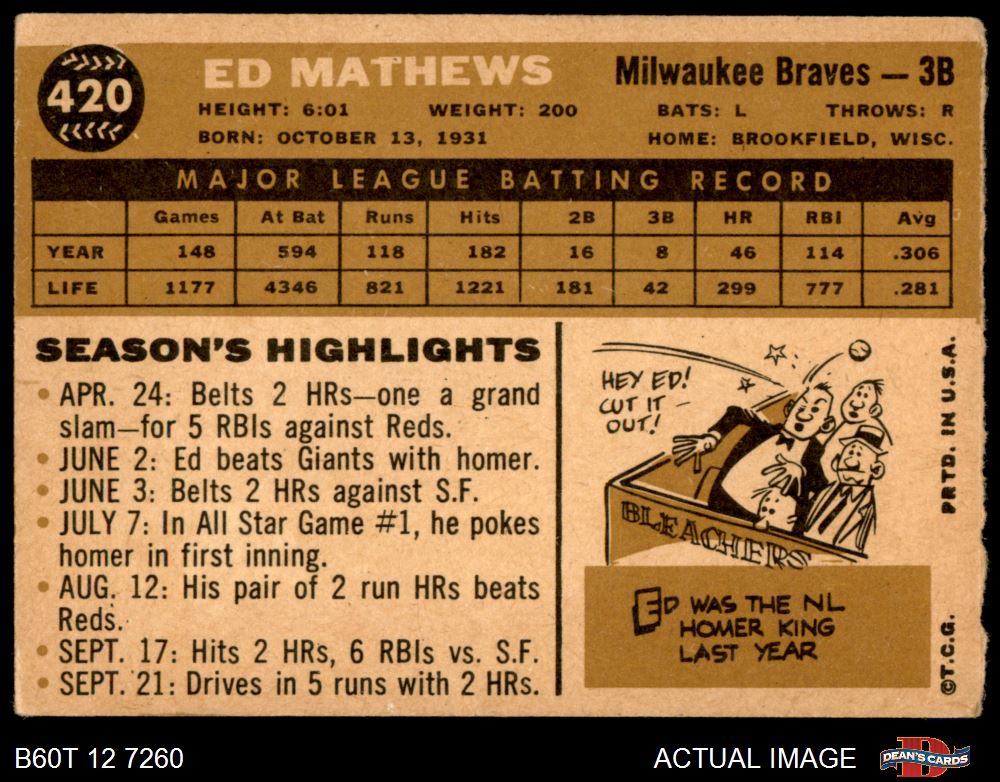 420
ED MATHEWS
Milwaukee Braves — 3B
HEIGHT: 6:01 WEIGHT: 200 BATS: L THROWS: R
BORN: OCTOBER 13, 1931 HOME: BROOKFIELD, WISC.
MAJOR LEAGUE BATTING RECORD
Games At Bat Runs Hits 2B 3B HR RBI Avg
YEAR 148 594 118 182 16 8 46 114 .306
LIFE 1177 4346 821 1221 181 42 299 777 .281
SEASON'S HIGHLIGHTS
• APR. 24: Belts 2 HRs—one a grand
slam—for 5 RBIs against Reds.
• JUNE 2: Ed beats Giants with homer.
• JUNE 3: Belts 2 HRs against S.F.
• JULY 7: In All Star Game #1, he pokes
homer in first inning.
• AUG. 12: His pair of 2 run HRs beats
Reds.
• SEPT. 17: Hits 2 HRs, 6 RBIs vs. S.F.
• SEPT. 21: Drives in 5 runs with 2 HRs.
HEY ED!
CUT IT
OUT!
BLEACHERS
ED WAS THE NL
HOMER KING
LAST YEAR
©T.C.G. PRTD. IN U.S.A.
B60T 12 7260
ACTUAL IMAGE
DEAN'S CARDS